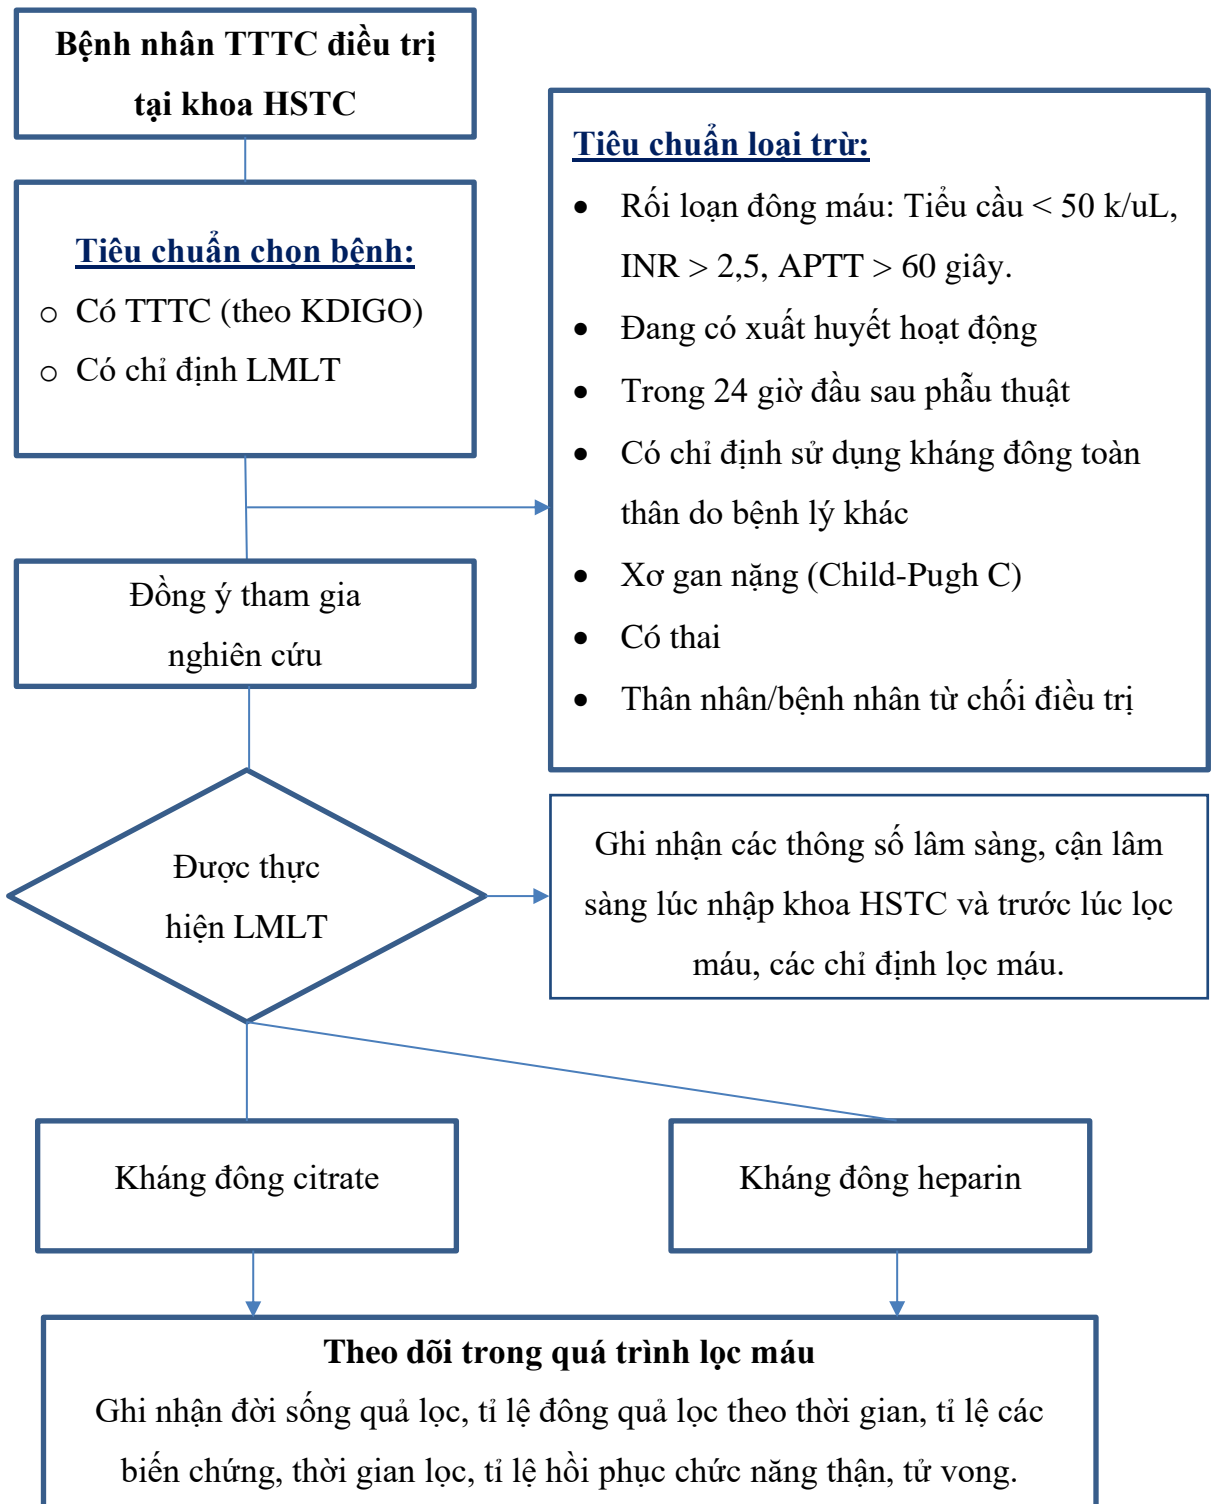 Bệnh nhân TTTC điều trị
tại khoa HSTC
Tiêu chuẩn chọn bệnh:
o Có TTTC (theo KDIGO)
o Có chỉ định LMLT
Tiêu chuẩn loại trừ:
• Rối loạn đông máu: Tiểu cầu < 50 k/uL,
INR > 2,5, APTT > 60 giây.
• Đang có xuất huyết hoạt động
• Trong 24 giờ đầu sau phẫu thuật
• Có chỉ định sử dụng kháng đông toàn
thân do bệnh lý khác
• Xơ gan nặng (Child-Pugh C)
• Có thai
• Thân nhân/bệnh nhân từ chối điều trị
Đồng ý tham gia
nghiên cứu
Được thực
hiện LMLT
Ghi nhận các thông số lâm sàng, cận lâm
sàng lúc nhập khoa HSTC và trước lúc lọc
máu, các chỉ định lọc máu.
Kháng đông citrate
Kháng đông heparin
Theo dõi trong quá trình lọc máu
Ghi nhận đời sống quả lọc, tỉ lệ đông quả lọc theo thời gian, tỉ lệ các
biến chứng, thời gian lọc, tỉ lệ hồi phục chức năng thận, tử vong.